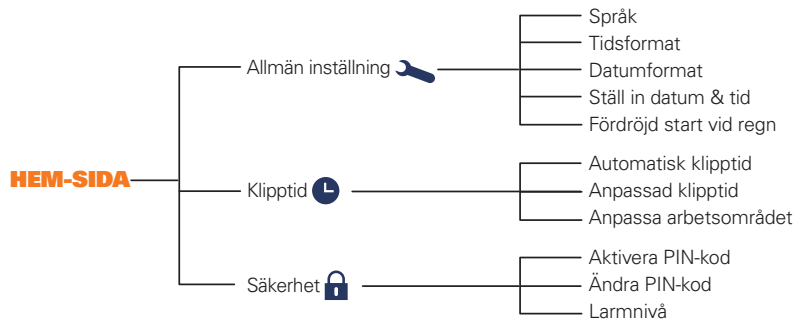 HEM-SIDA
Allmän inställning
Språk
Tidsformat
Datumformat
Ställ in datum & tid
Fördröjd start vid regn
Klipptid
Automatisk klipptid
Anpassad klipptid
Anpassa arbetsområdet
Säkerhet
Aktivera PIN-kod
Ändra PIN-kod
Larmnivå